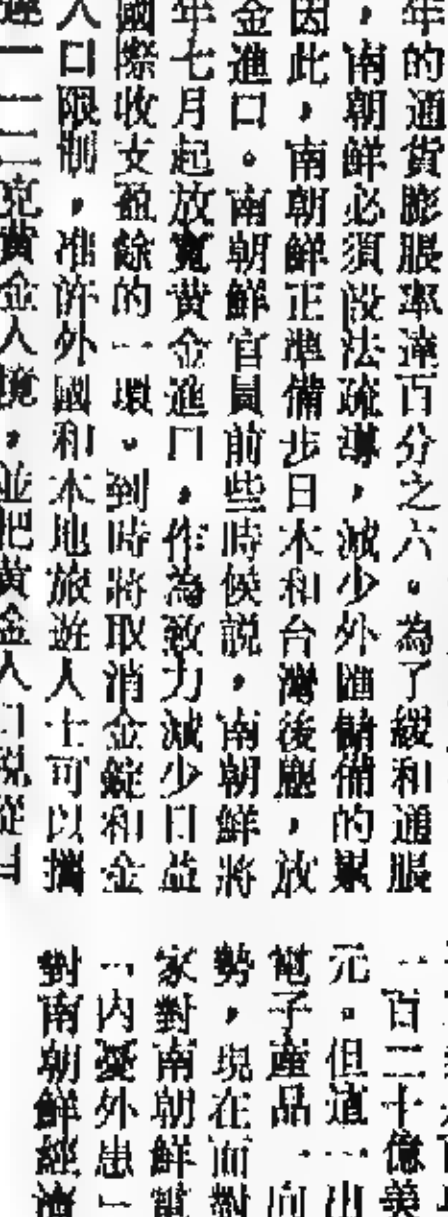 年的通貨膨脹率達百分之六。為了緩和通脹
，南朝鮮必須設法疏導，減少外匯儲備的累
因此，南朝鮮正準備步日本和台灣後塵，放
金進口。南朝鮮官員前些時候説，南朝鮮將
年七月起放寬黃金進口，作為致力減少日益
國際收支盈餘的一環。到時將取消金錠和金
入口限制，准許外國和本地旅遊人士可以攜
黃金入境，並把黃金入口税從
一百二十億美
元。但這一出
電子產品
勢，現在面對
家對南朝鮮
「內憂外患」
對南朝鮮經濟